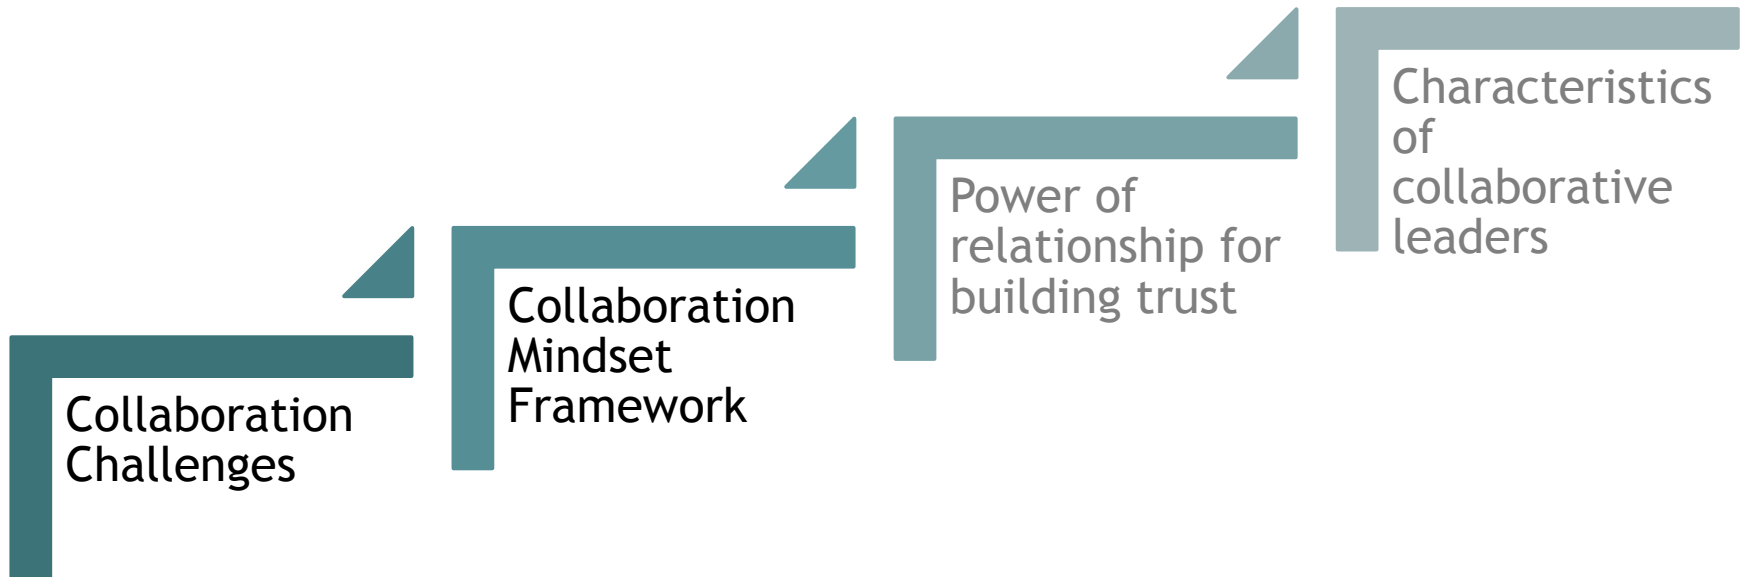 Collaboration
Challenges
Collaboration
Mindset
Framework
Power of
relationship for
building trust
Characteristics
of
collaborative
leaders